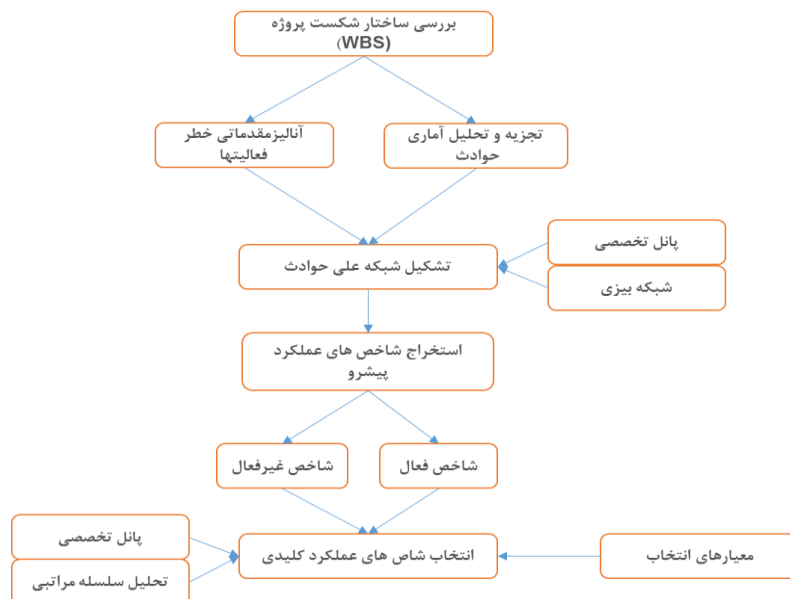 بررسی ساختار شکست پروژه
(WBS)
تجزیه و تحلیل آماری
حوادث
آنالیزمقدماتی خطر
فعالیتها
پانل تخصصی
تشکیل شبکه علی حوادث
شبکه بیزی
استخراج شاخص های عملکرد
پیشرو
شاخص فعال
شاخص غیرفعال
پانل تخصصی
معیارهای انتخاب
انتخاب شاص های عملکرد کلیدی
تحلیل سلسله مراتبی